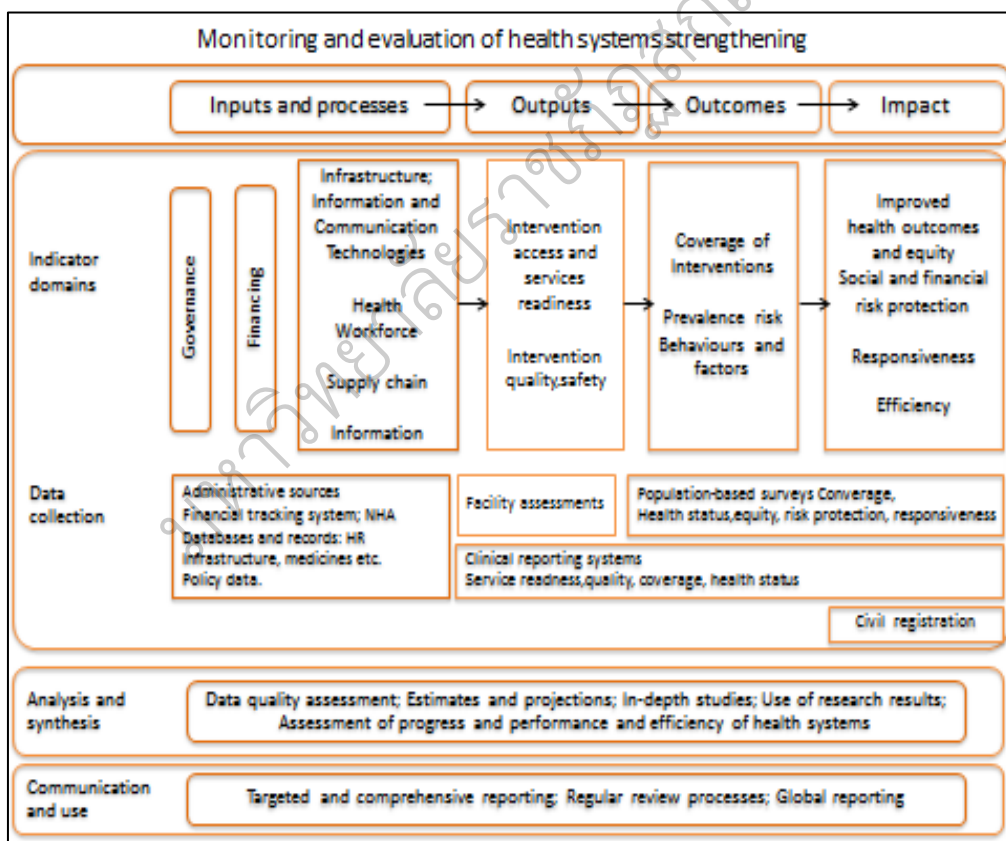 Monitoring and evaluation of health systems strengthening
Inputs and processes
Outputs
Outcomes
Impact
Indicator
domains
Governance
Financing
Infrastructure;
Information and
Communication
Technologies
Health
Workforce
Supply chain
Information
Intervention
access and
services
readiness
Intervention
quality,safety
Coverage of
Interventions
Prevalence risk
Behaviours and
factors
Improved
health outcomes
and equity
Social and financial
risk protection
Responsiveness
Efficiency
Data
collection
Administrative sources
Financial tracking system; NHA
Databases and records: HR
Infrastructure, medicines etc.
Policy data.
Facility assessments
Population-based surveys Converage,
Health status,equity, risk protection, responsiveness
Clinical reporting systems
Service readness,quality, coverage, health status
Civil registration
Analysis and
synthesis
Data quality assessment; Estimates and projections; In-depth studies; Use of research results;
Assessment of progress and performance and efficiency of health systems
Communication
and use
Targeted and comprehensive reporting; Regular review processes; Global reporting